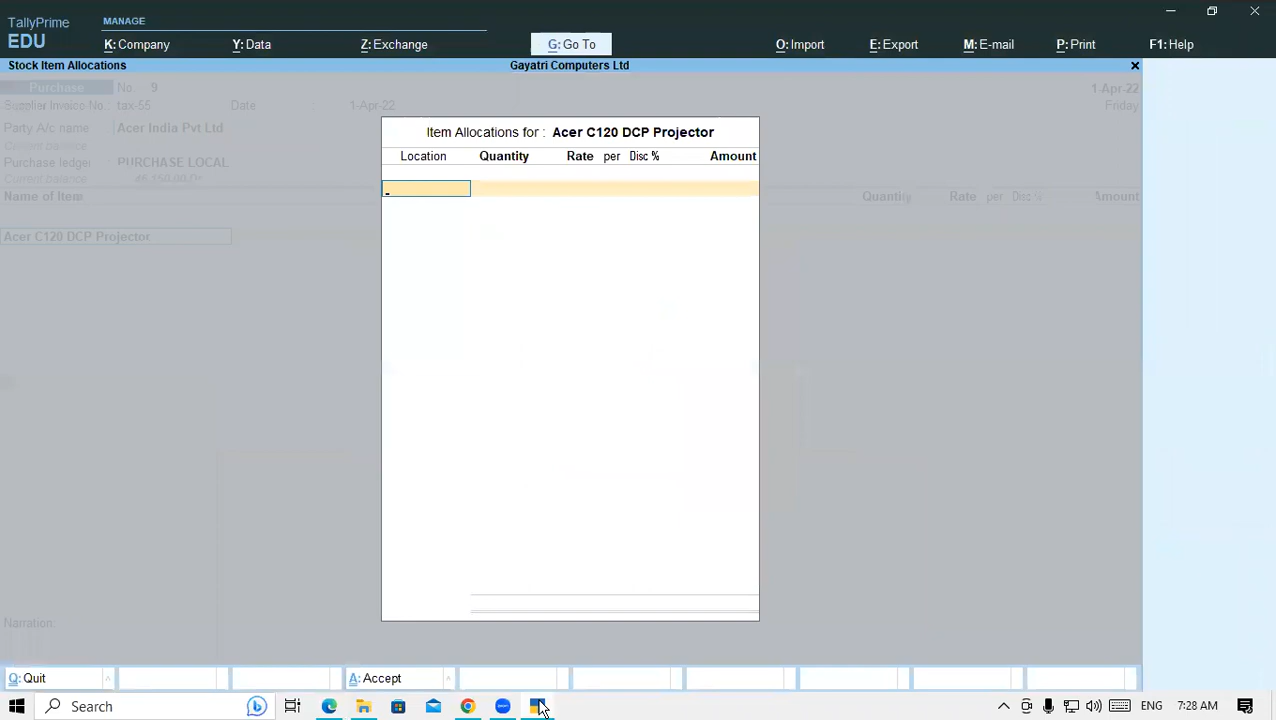 TallyPrime
EDU
MANAGE
K: Company
Y: Data
Z: Exchange
G: Go To
O: Import
E: Export
M: E-mail
P: Print
F1: Help
Stock Item Allocations
Gayatri Computers Ltd
Purchase No. 9
1-Apr-22
Supplier Invoice No.: tax-55 Date : 1-Apr-22
Friday
Party A/c name : Acer India Pvt Ltd
Current balance
Purchase ledger : PURCHASE LOCAL
Current balance :
Name of Item Quantity Rate per Disc % Amount
Acer C120 DCP Projector
Item Allocations for : Acer C120 DCP Projector
Location Quantity Rate per Disc % Amount
Narration:
Q: Quit
A: Accept
Search
ENG
7:28 AM